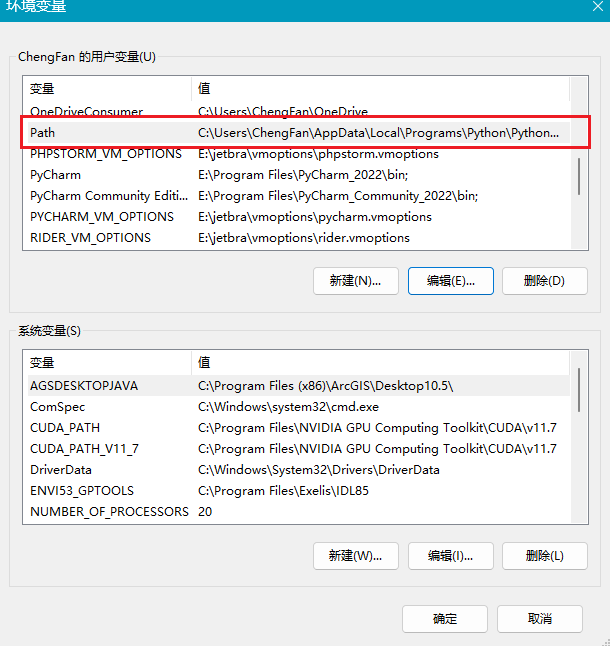 环境变量
ChengFan 的用户变量(U)
变量 值
OneDriveConsumer C:\Users\ChengFan\OneDrive
Path C:\Users\ChengFan\AppData\Local\Programs\Python\Python...
PHPSTORM_VM_OPTIONS E:\jetbra\vmoptions\phpstorm.vmoptions
PyCharm E:\Program Files\PyCharm_2022\bin;
PyCharm Community Editi... E:\Program Files\PyCharm_Community_2022\bin;
PYCHARM_VM_OPTIONS E:\jetbra\vmoptions\pycharm.vmoptions
RIDER_VM_OPTIONS E:\jetbra\vmoptions\rider.vmoptions
新建(N)... 编辑(E)... 删除(D)
系统变量(S)
变量 值
AGSDESKTOPJAVA C:\Program Files (x86)\ArcGIS\Desktop10.5\
ComSpec C:\Windows\system32\cmd.exe
CUDA_PATH C:\Program Files\NVIDIA GPU Computing Toolkit\CUDA\v11.7
CUDA_PATH_V11_7 C:\Program Files\NVIDIA GPU Computing Toolkit\CUDA\v11.7
DriverData C:\Windows\System32\Drivers\DriverData
ENVI53_GPTOOLS C:\Program Files\Exelis\IDL85
NUMBER_OF_PROCESSORS 20
新建(W)... 编辑(I)... 删除(L)
确定 取消